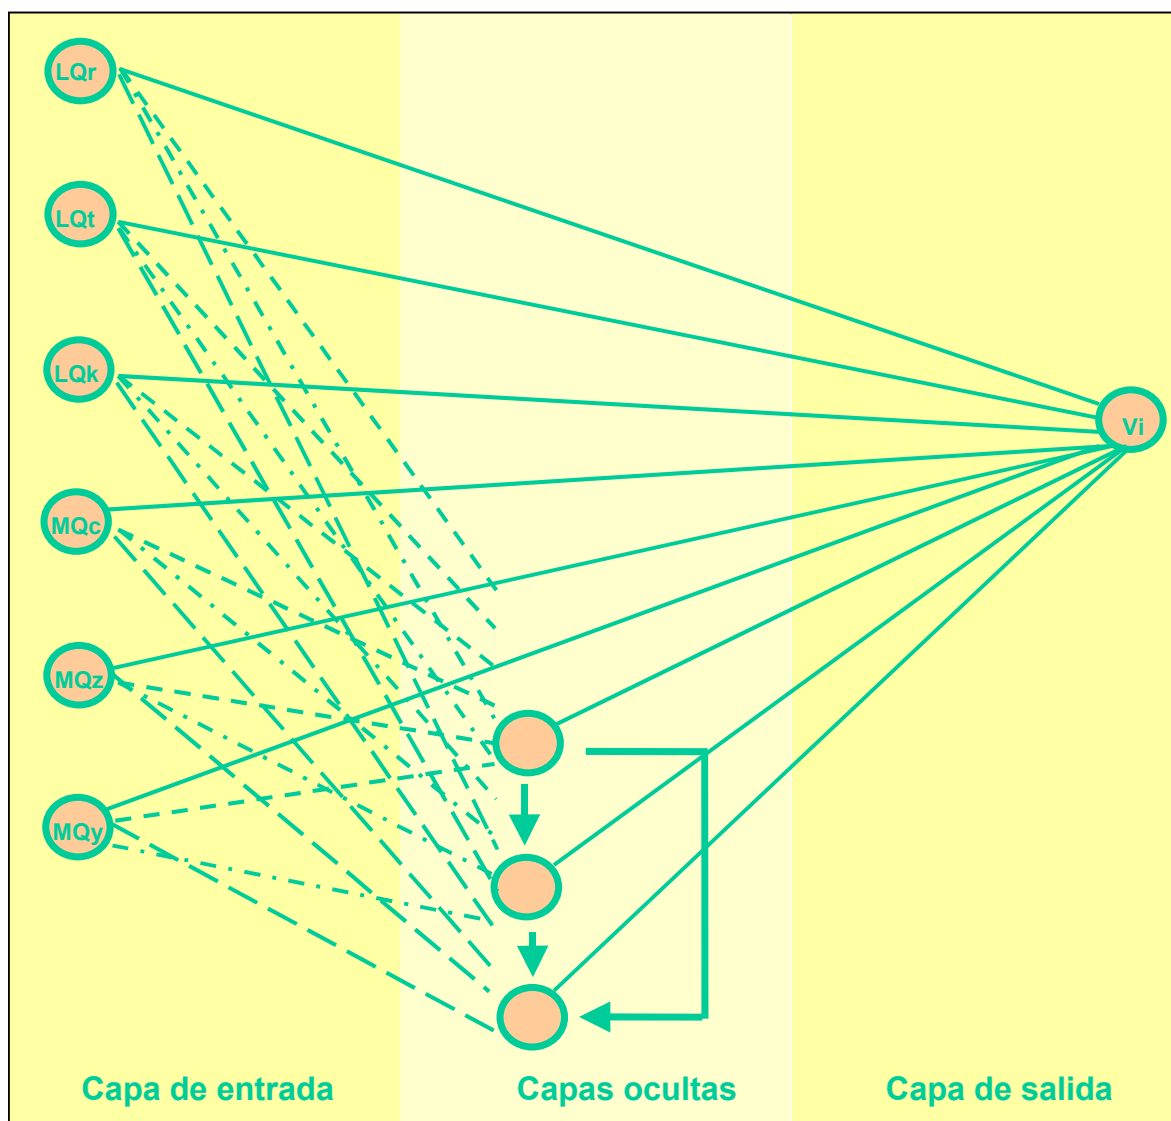 LQr
LQt
LQk
Vi
MQc
MQz
MQy
Capa de entrada
Capas ocultas
Capa de salida